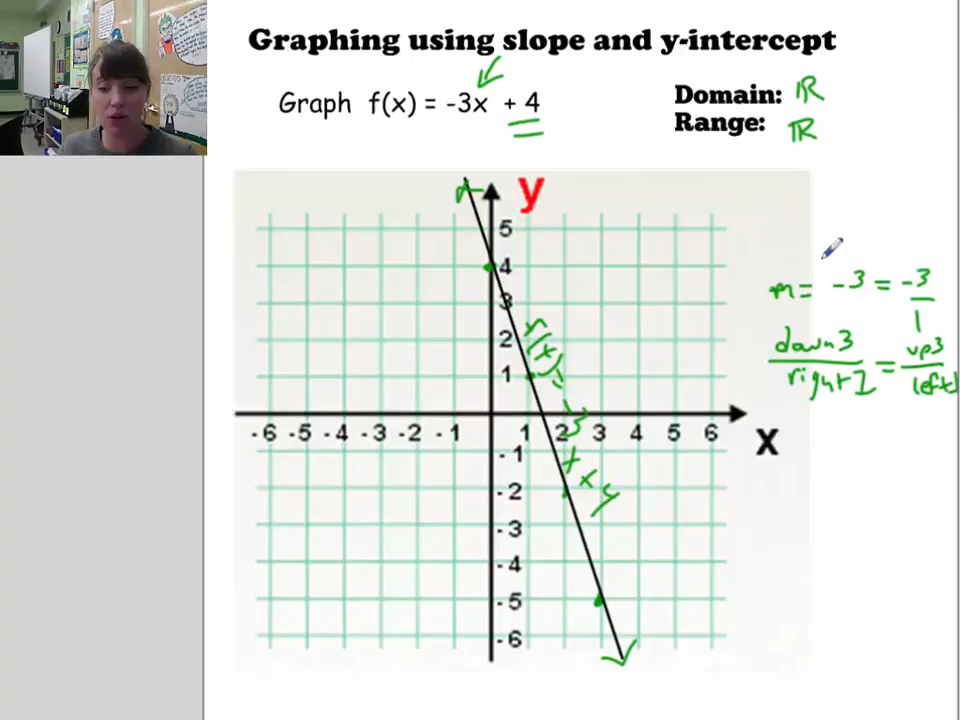 Graphing using slope and y-intercept
Graph f(x) = -3x + 4
Domain: ℝ
Range: ℝ
y
5
4
3
2
1
-6 -5 -4 -3 -2 -1 1 2 3 4 5 6
x
-1
-2
-3
-4
-5
-6
m = -3 = -3/1
down 3 / right 1 = up 3 / left 1